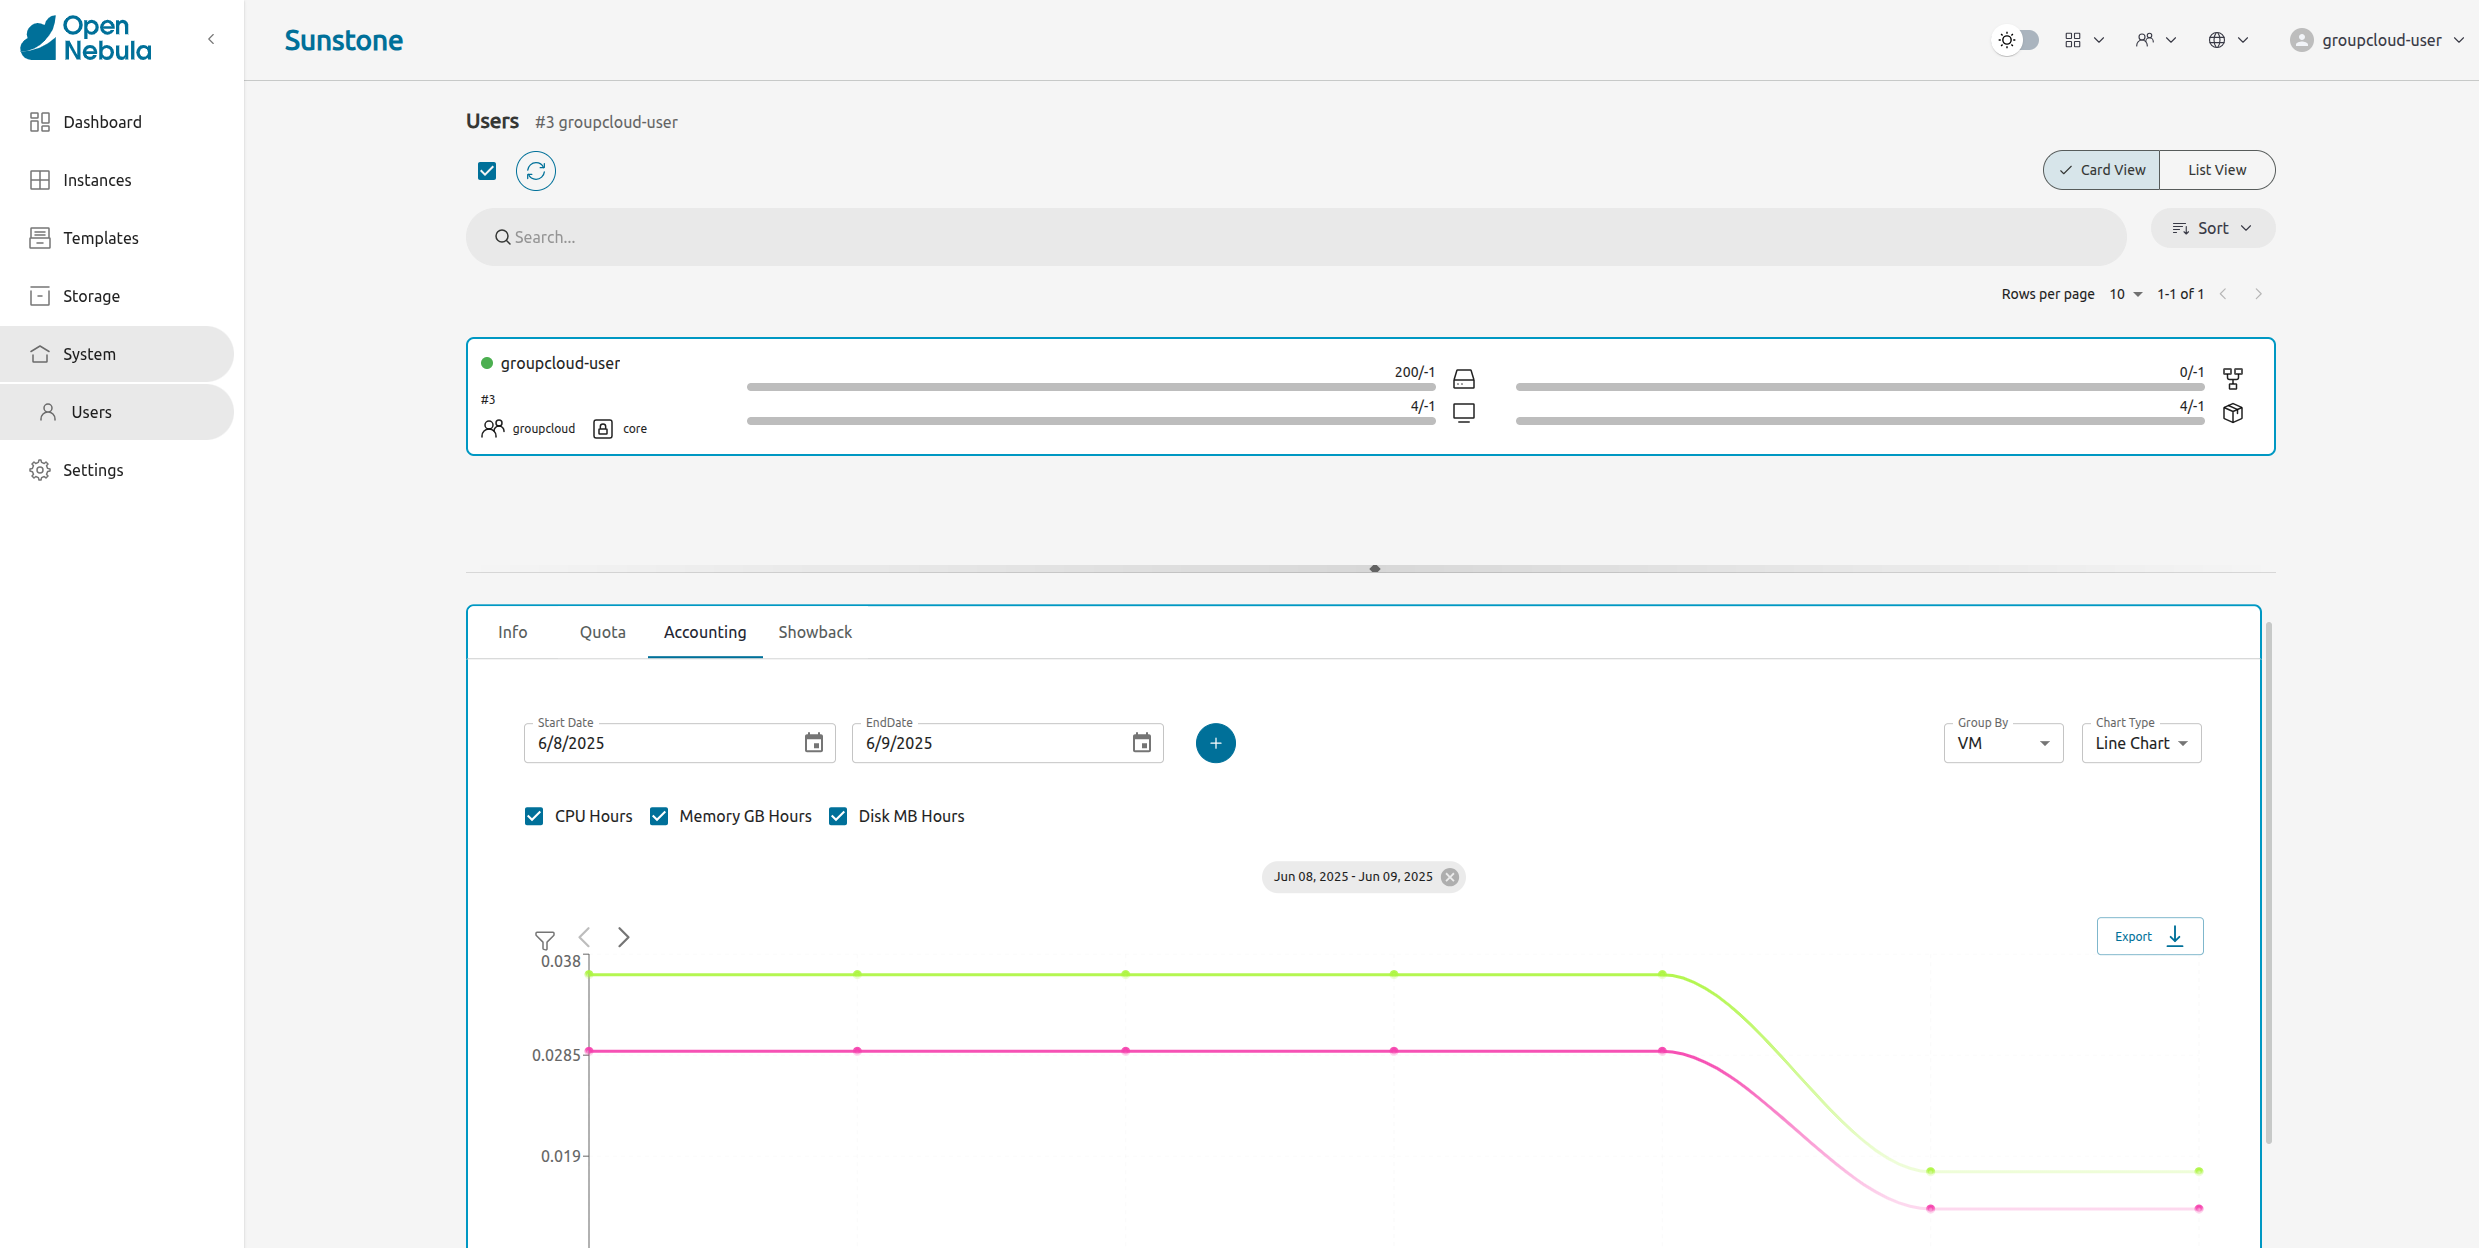 Open
Nebula
Sunstone
groupcloud-user
Dashboard
Instances
Templates
Storage
System
Users
Settings
Users #3 groupcloud-user
Card View
List View
Search...
Sort
Rows per page 10 1-1 of 1
groupcloud-user
#3
groupcloud core
200/-1
4/-1
0/-1
4/-1
Info Quota Accounting Showback
Start Date
6/8/2025
EndDate
6/9/2025
Group By
VM
Chart Type
Line Chart
CPU Hours Memory GB Hours Disk MB Hours
Jun 08, 2025 - Jun 09, 2025
Export
0.038
0.0285
0.019